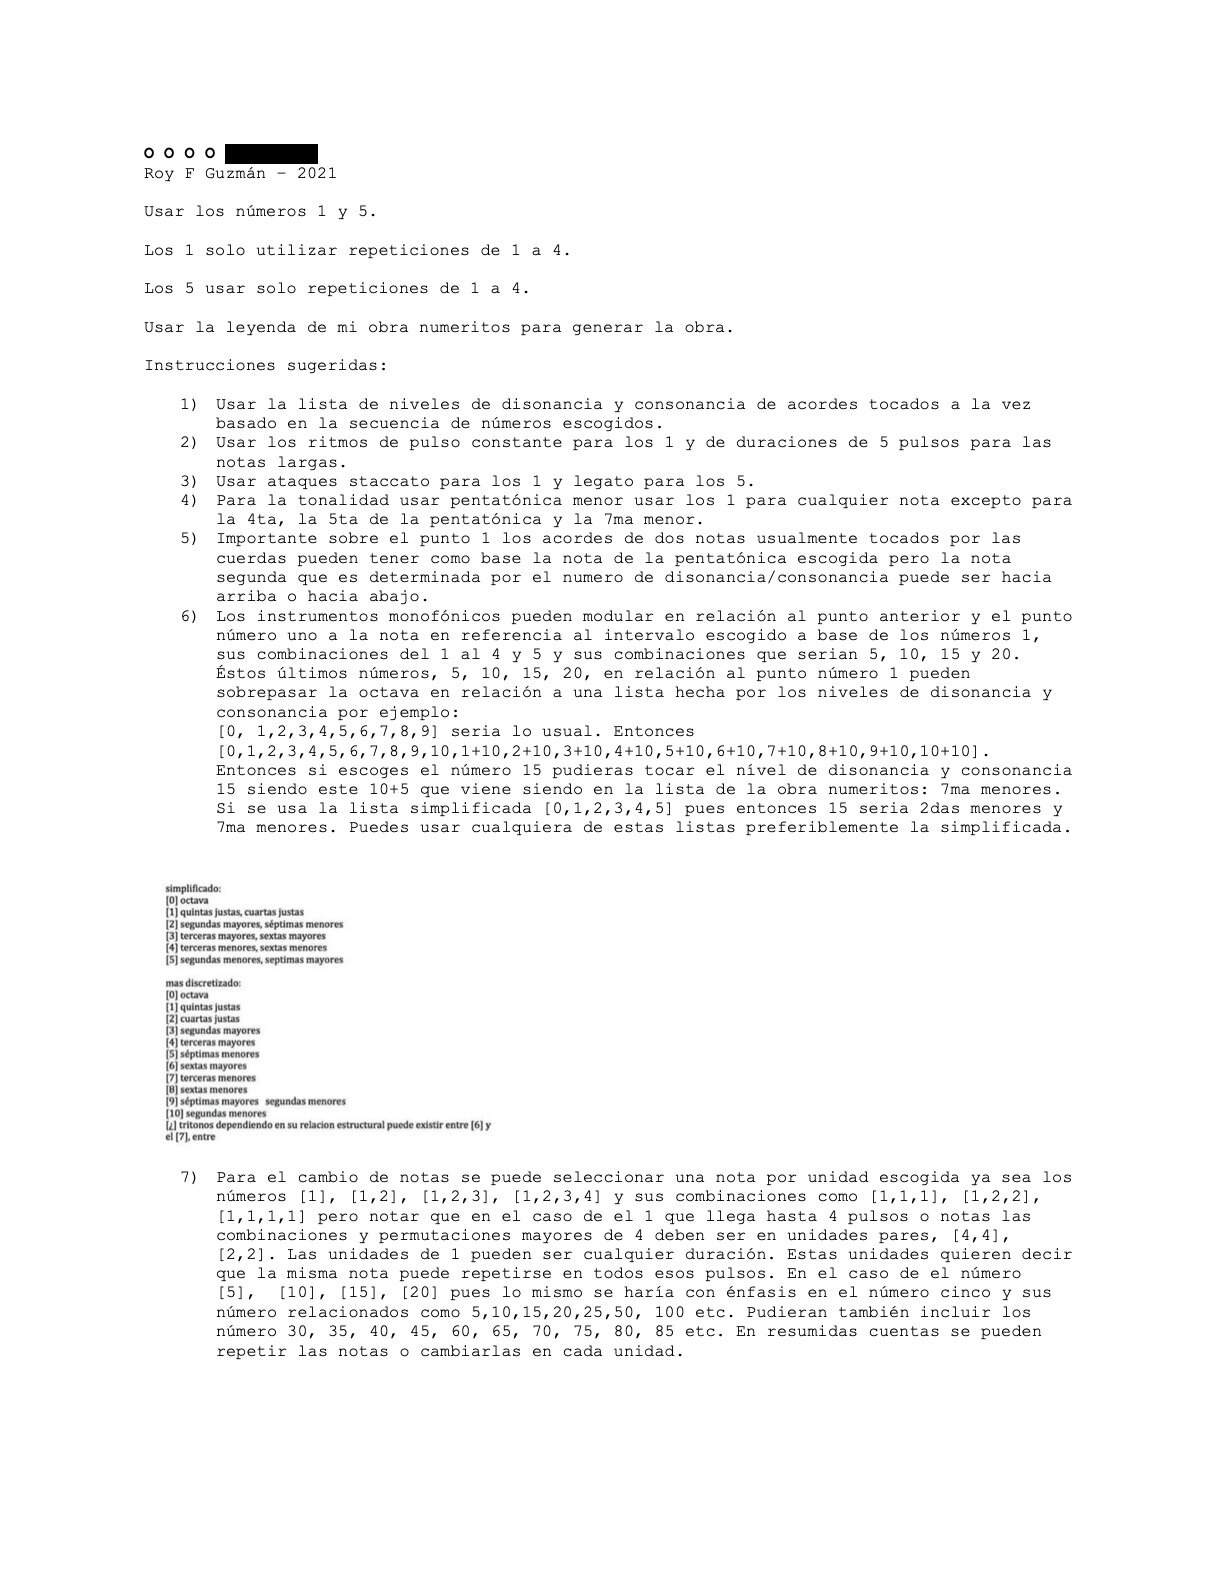 o o o o
Roy F Guzmán – 2021
Usar los números 1 y 5.
Los 1 solo utilizar repeticiones de 1 a 4.
Los 5 usar solo repeticiones de 1 a 4.
Usar la leyenda de mi obra numeritos para generar la obra.
Instrucciones sugeridas:
1) Usar la lista de niveles de disonancia y consonancia de acordes tocados a la vez
basado en la secuencia de números escogidos.
2) Usar los ritmos de pulso constante para los 1 y de duraciones de 5 pulsos para las
notas largas.
3) Usar ataques staccato para los 1 y legato para los 5.
4) Para la tonalidad usar pentatónica menor usar los 1 para cualquier nota excepto para
la 4ta, la 5ta de la pentatónica y la 7ma menor.
5) Importante sobre el punto 1 los acordes de dos notas usualmente tocados por las
cuerdas pueden tener como base la nota de la pentatónica escogida pero la nota
segunda que es determinada por el numero de disonancia/consonancia puede ser hacia
arriba o hacia abajo.
6) Los instrumentos monofónicos pueden modular en relación al punto anterior y el punto
número uno a la nota en referencia al intervalo escogido a base de los números 1,
sus combinaciones del 1 al 4 y 5 y sus combinaciones que serian 5, 10, 15 y 20.
Éstos últimos números, 5, 10, 15, 20, en relación al punto número 1 pueden
sobrepasar la octava en relación a una lista hecha por los niveles de disonancia y
consonancia por ejemplo:
[0, 1,2,3,4,5,6,7,8,9] seria lo usual. Entonces
[0,1,2,3,4,5,6,7,8,9,10,1+10,2+10,3+10,4+10,5+10,6+10,7+10,8+10,9+10,10+10].
Entonces si escoges el número 15 pudieras tocar el nível de disonancia y consonancia
15 siendo este 10+5 que viene siendo en la lista de la obra numeritos: 7ma menores.
Si se usa la lista simplificada [0,1,2,3,4,5] pues entonces 15 seria 2das menores y
7ma menores. Puedes usar cualquiera de estas listas preferiblemente la simplificada.
simplificado:
[0] octava
[1] quintas justas, cuartas justas
[2] segundas mayores, séptimas menores
[3] terceras mayores, sextas mayores
[4] terceras menores, sextas menores
[5] segundas menores, septimas mayores
mas discretizado:
[0] octava
[1] quintas justas
[2] cuartas justas
[3] segundas mayores
[4] terceras mayores
[5] séptimas menores
[6] sextas mayores
[7] terceras menores
[8] sextas menores
[9] séptimas mayores segundas menores
[10] segundas menores
[¿] tritonos dependiendo en su relacion estructural puede existir entre [6] y
el [7], entre
7) Para el cambio de notas se puede seleccionar una nota por unidad escogida ya sea los
números [1], [1,2], [1,2,3], [1,2,3,4] y sus combinaciones como [1,1,1], [1,2,2],
[1,1,1,1] pero notar que en el caso de el 1 que llega hasta 4 pulsos o notas las
combinaciones y permutaciones mayores de 4 deben ser en unidades pares, [4,4],
[2,2]. Las unidades de 1 pueden ser cualquier duración. Estas unidades quieren decir
que la misma nota puede repetirse en todos esos pulsos. En el caso de el número
[5], [10], [15], [20] pues lo mismo se haría con énfasis en el número cinco y sus
número relacionados como 5,10,15,20,25,50, 100 etc. Pudieran también incluir los
número 30, 35, 40, 45, 60, 65, 70, 75, 80, 85 etc. En resumidas cuentas se pueden
repetir las notas o cambiarlas en cada unidad.